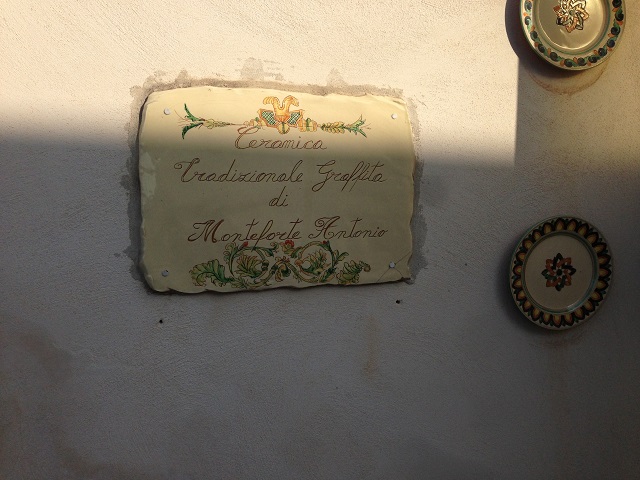 Ceramica
Tradizionale Graffita
di
Monteforte Antonio